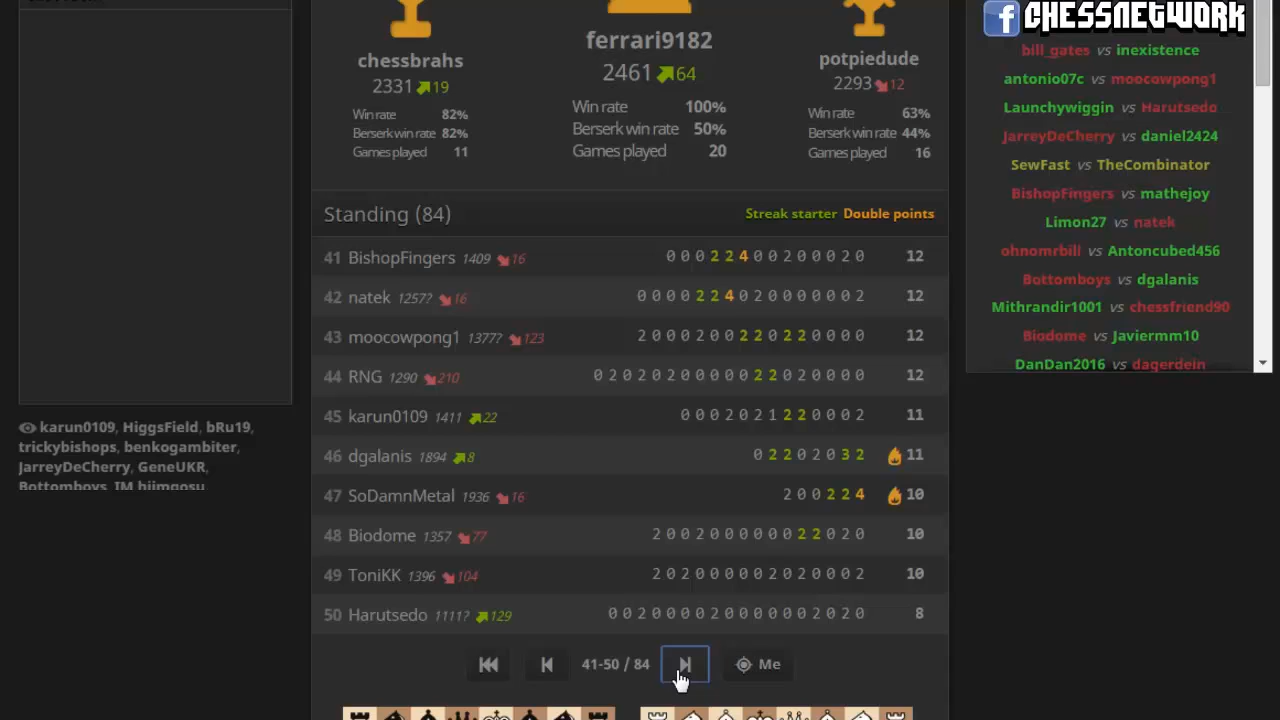 chessbrahs
2331 19
Win rate 82%
Berserk win rate 82%
Games played 11
ferrari9182
2461 64
Win rate 100%
Berserk win rate 50%
Games played 20
potpiedude
2293 12
Win rate 63%
Berserk win rate 44%
Games played 16
Standing (84) Streak starter Double points
41 BishopFingers 1409 16 0 0 0 2 2 4 0 0 2 0 0 0 2 0 12
42 natek 1257? 16 0 0 0 0 2 2 4 0 2 0 0 0 0 0 0 2 12
43 moocowpong1 1377? 123 2 0 0 0 2 0 0 2 2 0 2 2 0 0 0 0 12
44 RNG 1290 210 0 2 0 2 0 2 0 0 0 0 0 2 2 0 2 0 0 0 0 12
45 karun0109 1411 22 0 0 0 2 0 2 1 2 2 0 0 0 2 11
46 dgalanis 1894 8 0 2 2 0 2 0 3 2 11
47 SoDamnMetal 1936 16 2 0 0 2 2 4 10
48 Biodome 1357 77 2 0 0 2 0 0 0 0 0 0 2 2 0 2 0 10
49 ToniKK 1396 104 2 0 2 0 0 0 0 0 2 0 2 0 0 0 2 10
50 Harutsedo 1111? 129 0 0 2 0 0 0 0 2 0 0 0 0 0 0 2 0 2 0 8
41-50 / 84 Me
karun0109, HiggsField, bRu19,
trickybishops, benkogambiter,
JarreyDeCherry, GeneUKR,
Bottomboys, IM hiimgosu
f CHESSNETWORK
bill_gates vs inexistence
antonio07c vs moocowpong1
Launchywiggin vs Harutsedo
JarreyDeCherry vs daniel2424
SewFast vs TheCombinator
BishopFingers vs mathejoy
Limon27 vs natek
ohnomrbill vs Antoncubed456
Bottomboys vs dgalanis
Mithrandir1001 vs chessfriend90
Biodome vs Javiermm10
DanDan2016 vs dagerdein